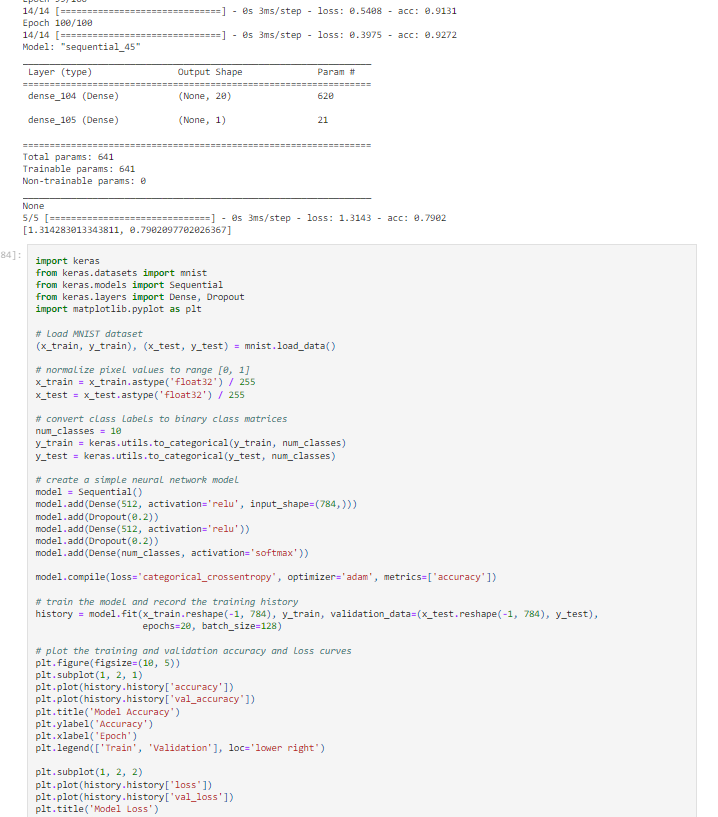 14/14 [==============================] - 0s 3ms/step - loss: 0.5408 - acc: 0.9131
Epoch 100/100
14/14 [==============================] - 0s 3ms/step - loss: 0.3975 - acc: 0.9272
Model: "sequential_45"
_________________________________________________________________
Layer (type) Output Shape Param #
=================================================================
dense_104 (Dense) (None, 20) 620
dense_105 (Dense) (None, 1) 21
=================================================================
Total params: 641
Trainable params: 641
Non-trainable params: 0
_________________________________________________________________
None
5/5 [==============================] - 0s 3ms/step - loss: 1.3143 - acc: 0.7902
[1.314283013343811, 0.7902097702026367]
84]:
import keras
from keras.datasets import mnist
from keras.models import Sequential
from keras.layers import Dense, Dropout
import matplotlib.pyplot as plt
# load MNIST dataset
(x_train, y_train), (x_test, y_test) = mnist.load_data()
# normalize pixel values to range [0, 1]
x_train = x_train.astype('float32') / 255
x_test = x_test.astype('float32') / 255
# convert class labels to binary class matrices
num_classes = 10
y_train = keras.utils.to_categorical(y_train, num_classes)
y_test = keras.utils.to_categorical(y_test, num_classes)
# create a simple neural network model
model = Sequential()
model.add(Dense(512, activation='relu', input_shape=(784,)))
model.add(Dropout(0.2))
model.add(Dense(512, activation='relu'))
model.add(Dropout(0.2))
model.add(Dense(num_classes, activation='softmax'))
model.compile(loss='categorical_crossentropy', optimizer='adam', metrics=['accuracy'])
# train the model and record the training history
history = model.fit(x_train.reshape(-1, 784), y_train, validation_data=(x_test.reshape(-1, 784), y_test),
epochs=20, batch_size=128)
# plot the training and validation accuracy and loss curves
plt.figure(figsize=(10, 5))
plt.subplot(1, 2, 1)
plt.plot(history.history['accuracy'])
plt.plot(history.history['val_accuracy'])
plt.title('Model Accuracy')
plt.ylabel('Accuracy')
plt.xlabel('Epoch')
plt.legend(['Train', 'Validation'], loc='lower right')
plt.subplot(1, 2, 2)
plt.plot(history.history['loss'])
plt.plot(history.history['val_loss'])
plt.title('Model Loss')